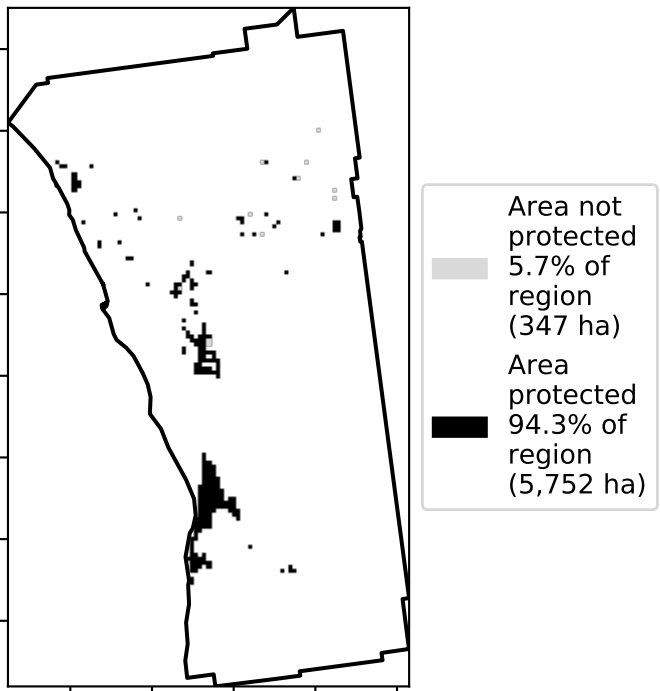 Area not
protected
5.7% of
region
(347 ha)
Area
protected
94.3% of
region
(5,752 ha)